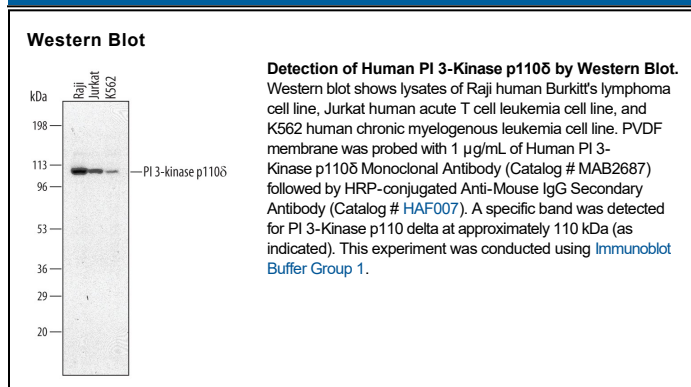 Western Blot
kDa
Raji
Jurkat
K562
198
113
96
53
36
29
20
PI 3-kinase p110δ
Detection of Human PI 3-Kinase p110δ by Western Blot.
Western blot shows lysates of Raji human Burkitt's lymphoma
cell line, Jurkat human acute T cell leukemia cell line, and
K562 human chronic myelogenous leukemia cell line. PVDF
membrane was probed with 1 µg/mL of Human PI 3-
Kinase p110δ Monoclonal Antibody (Catalog # MAB2687)
followed by HRP-conjugated Anti-Mouse IgG Secondary
Antibody (Catalog # HAF007). A specific band was detected
for PI 3-Kinase p110 delta at approximately 110 kDa (as
indicated). This experiment was conducted using Immunoblot
Buffer Group 1.